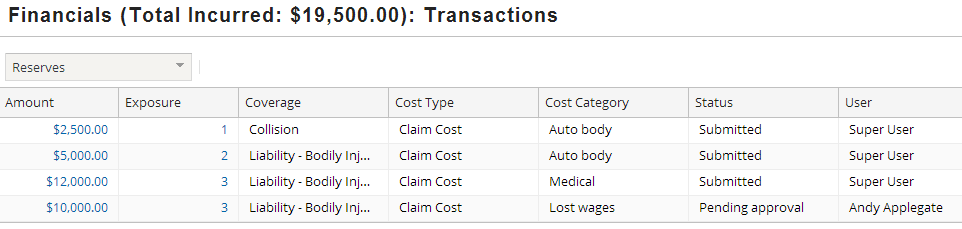 Financials (Total Incurred: $19,500.00): Transactions
Reserves
Amount Exposure Coverage Cost Type Cost Category Status User
$2,500.00 1 Collision Claim Cost Auto body Submitted Super User
$5,000.00 2 Liability - Bodily Inj... Claim Cost Auto body Submitted Super User
$12,000.00 3 Liability - Bodily Inj... Claim Cost Medical Submitted Super User
$10,000.00 3 Liability - Bodily Inj... Claim Cost Lost wages Pending approval Andy Applegate